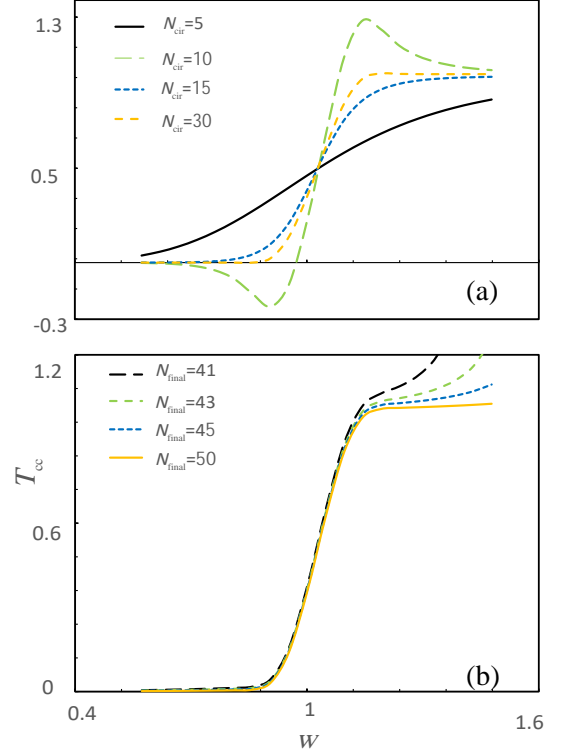 1.3
N_cir=5
N_cir=10
N_cir=15
N_cir=30
0.5
(a)
-0.3
1.2
N_final=41
N_final=43
N_final=45
N_final=50
T_cc
0.6
(b)
0
0.4
1
1.6
w